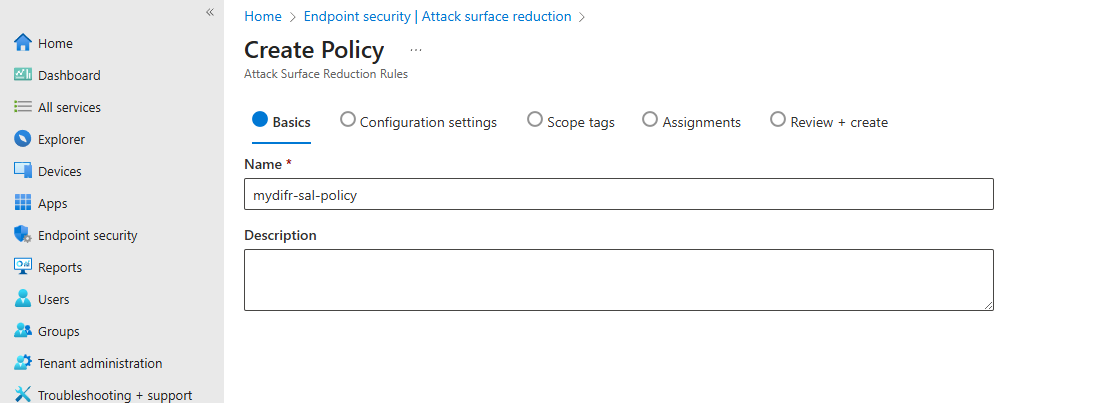 «
Home
Dashboard
All services
Explorer
Devices
Apps
Endpoint security
Reports
Users
Groups
Tenant administration
Troubleshooting + support
Home > Endpoint security | Attack surface reduction >
Create Policy ...
Attack Surface Reduction Rules
Basics Configuration settings Scope tags Assignments Review + create
Name *
mydifr-sal-policy
Description